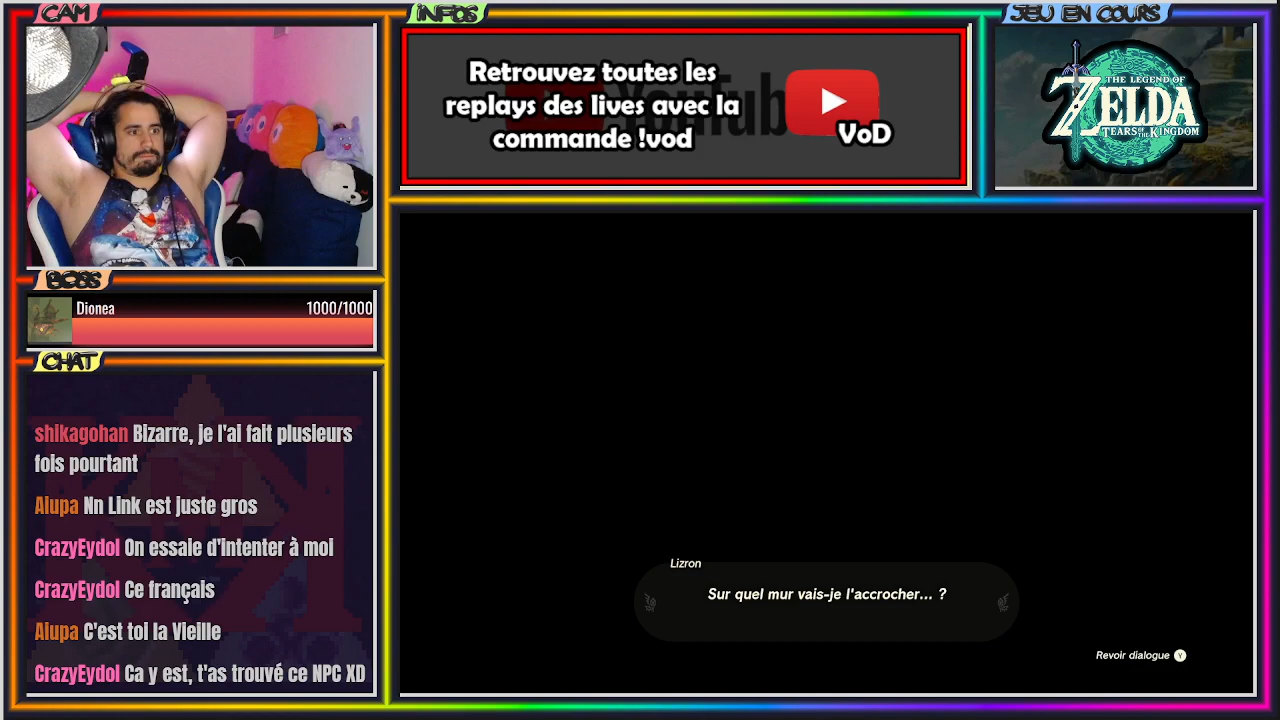 CAM
INFOS
JEU EN COURS
Retrouvez toutes les
replays des lives avec la
commande !vod
VoD
THE LEGEND OF
ZELDA
TEARS OF THE KINGDOM
BOSS
Dionea 1000/1000
CHAT
shikagohan Bizarre, je l'ai fait plusieurs
fois pourtant
Alupa Nn Link est juste gros
CrazyEydol On essaie d'intenter à moi
CrazyEydol Ce français
Alupa C'est toi la Vieille
CrazyEydol Ca y est, t'as trouvé ce NPC XD
Lizron
Sur quel mur vais-je l'accrocher... ?
Revoir dialogue Y